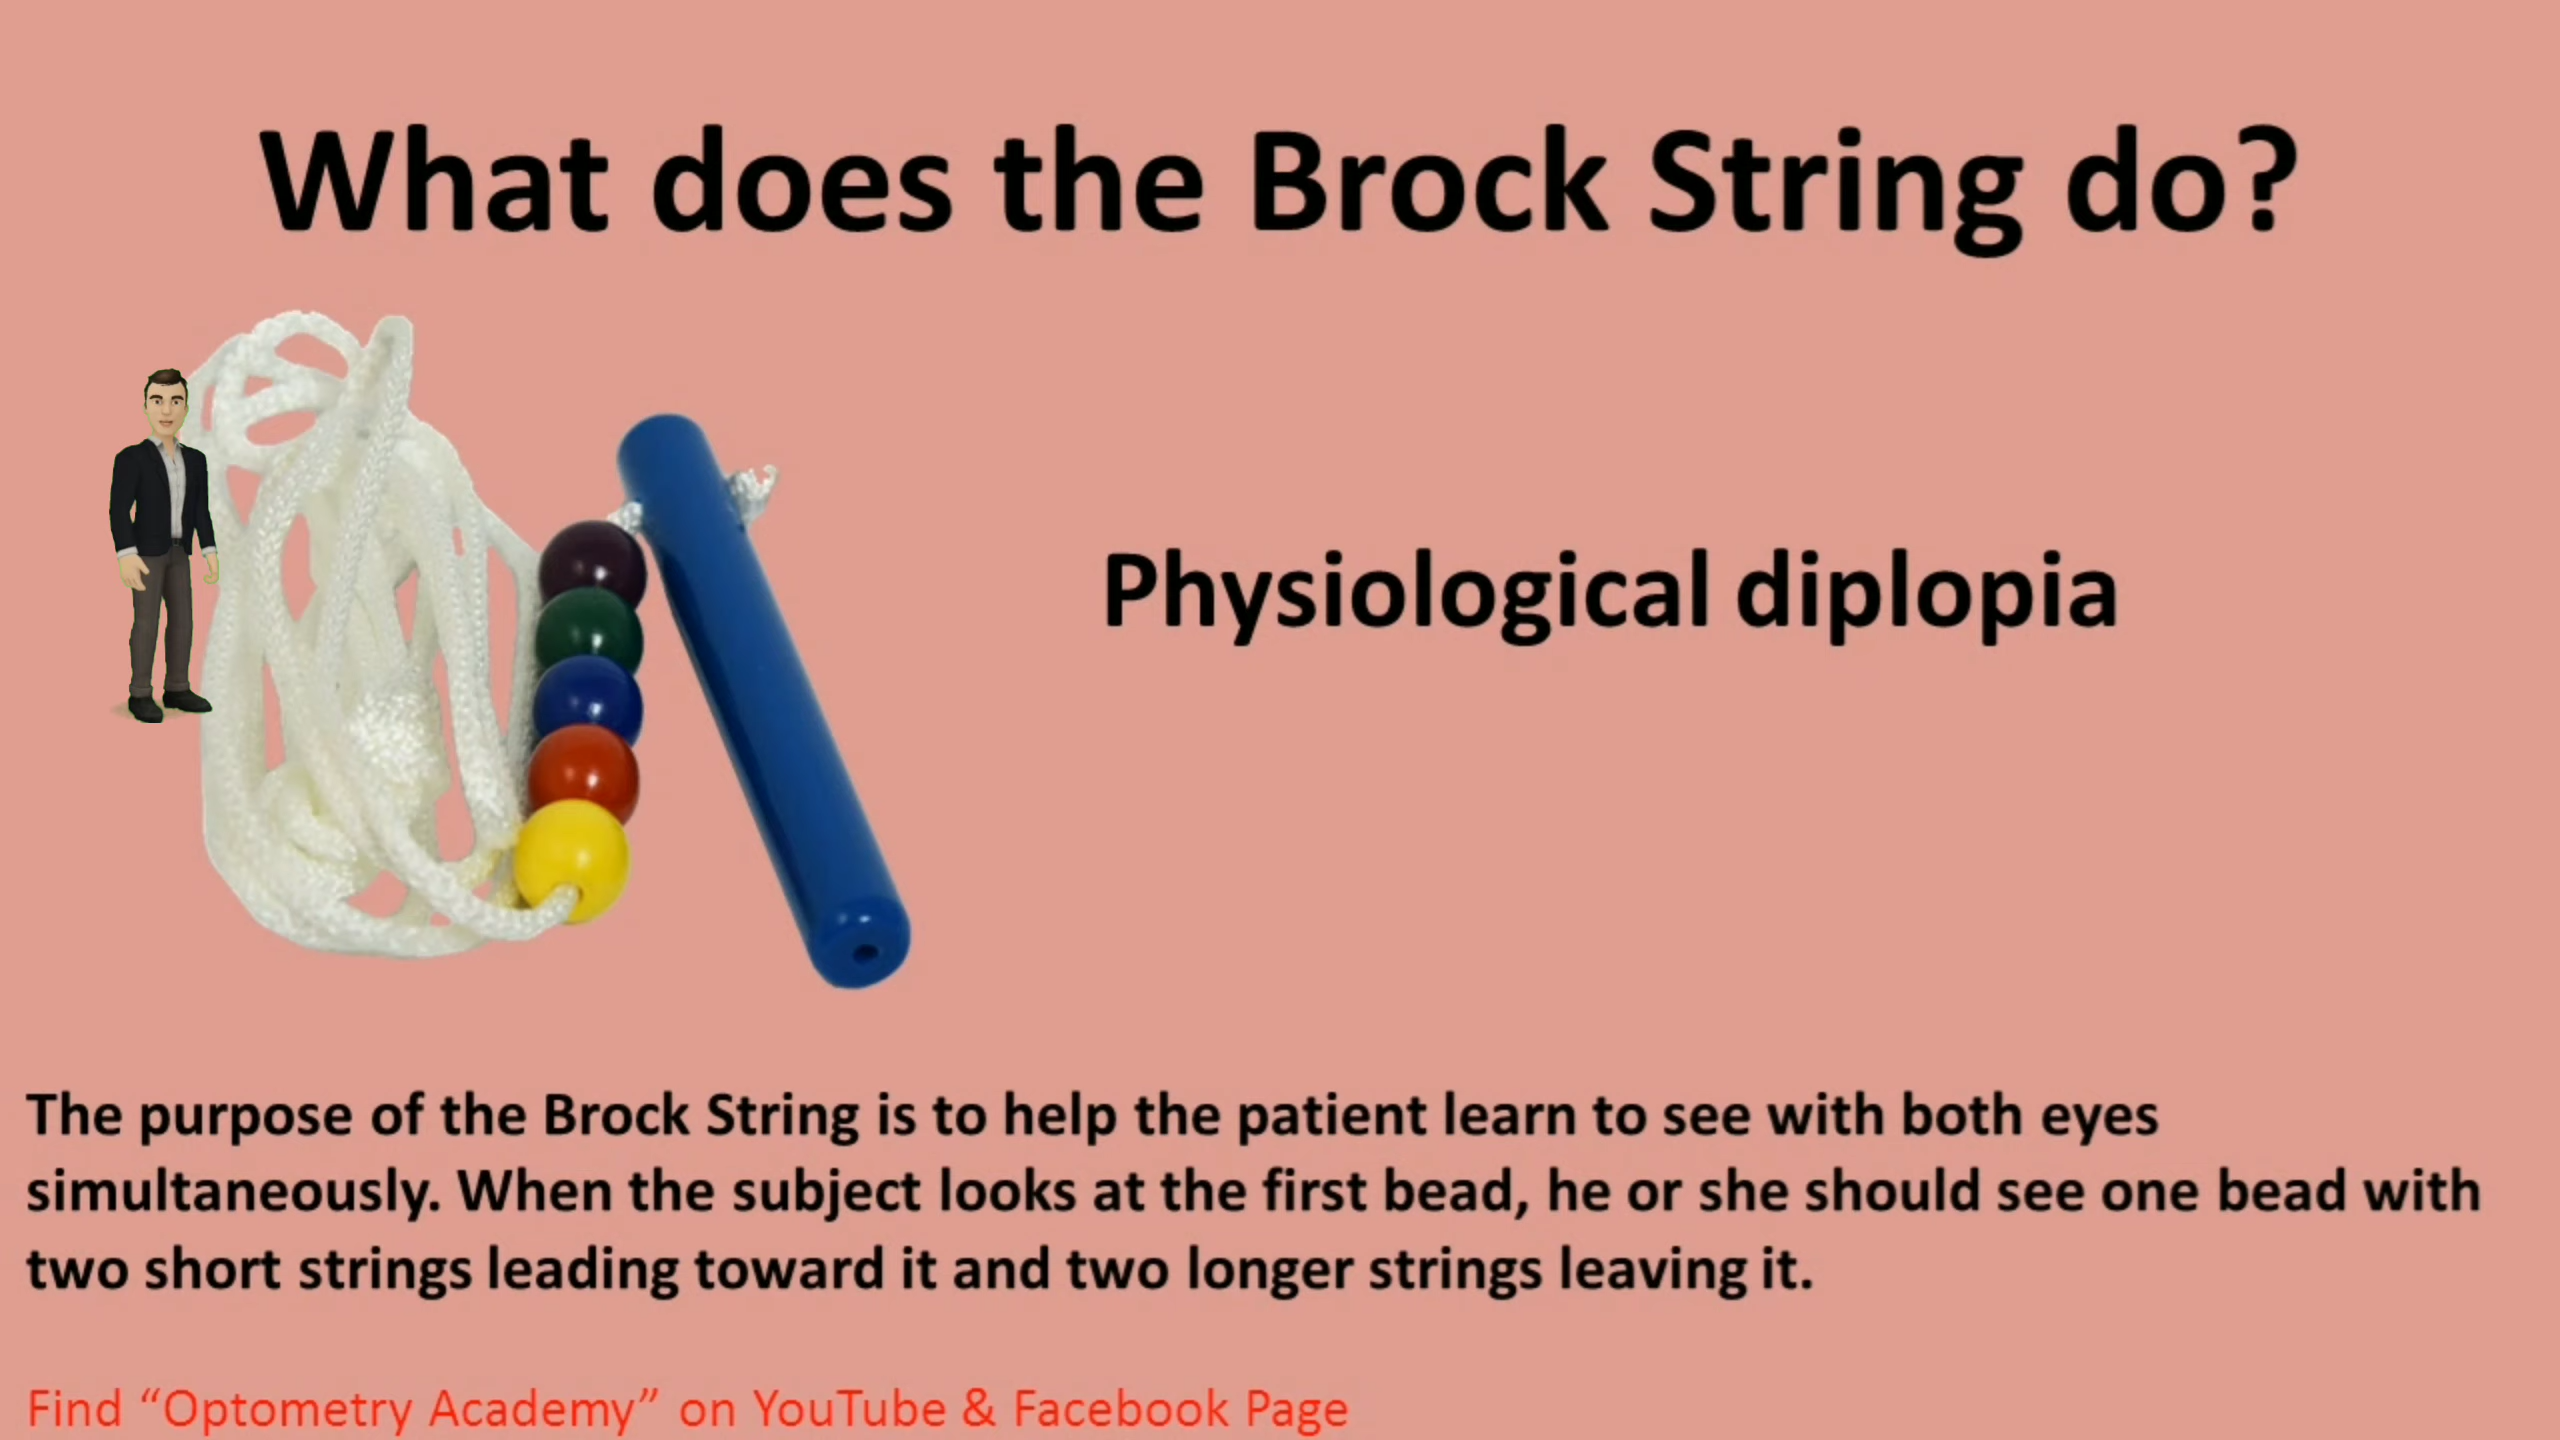 What does the Brock String do?
Physiological diplopia
The purpose of the Brock String is to help the patient learn to see with both eyes
simultaneously. When the subject looks at the first bead, he or she should see one bead with
two short strings leading toward it and two longer strings leaving it.
Find “Optometry Academy” on YouTube & Facebook Page